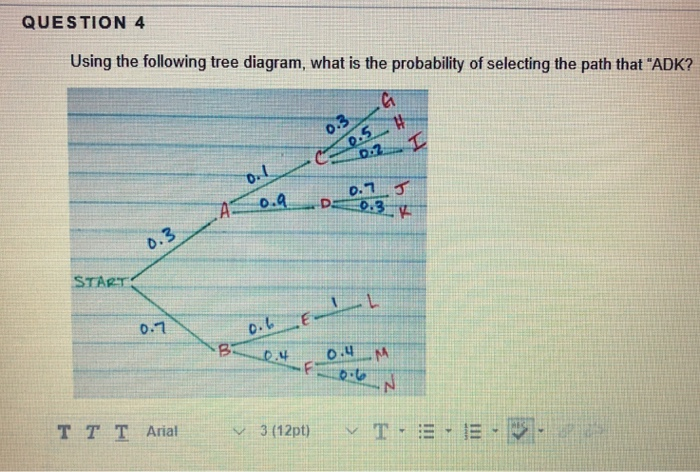 QUESTION 4
Using the following tree diagram, what is the probability of selecting the path that "ADK?
G
0.3
H
0.5
I
0.2
C
0.1
0.7
J
A
0.9
D
0.3
K
0.3
START
1
L
0.7
0.6
E
B
0.4
0.4
M
F
0.6
N
T T T Arial 3 (12pt) T
ABC